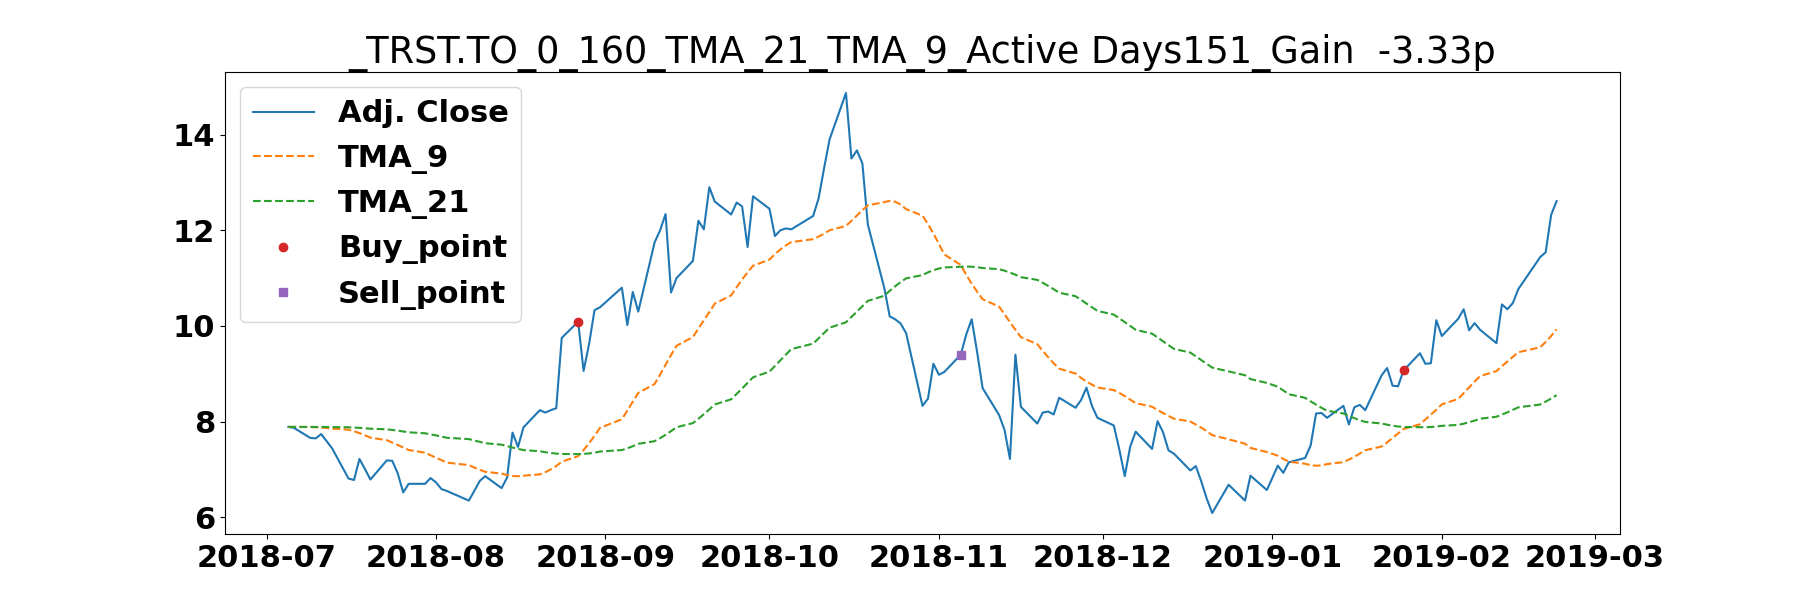 _TRST.TO_0_160_TMA_21_TMA_9_Active Days151_Gain  -3.33p
Adj. Close
TMA_9
TMA_21
Buy_point
Sell_point
14
12
10
8
6
2018-07 2018-08 2018-09 2018-10 2018-11 2018-12 2019-01 2019-02 2019-03